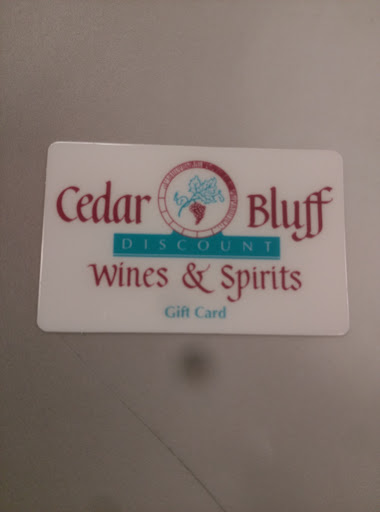 Cedar Bluff
DISCOUNT
Wines & Spirits
Gift Card